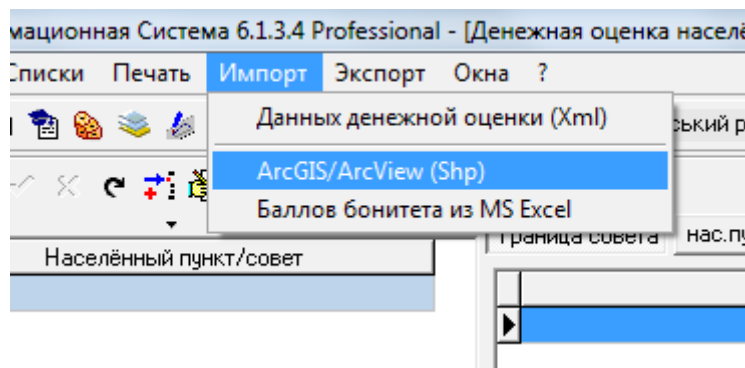 мационная Система 6.1.3.4 Professional - [Денежная оценка населё
Списки Печать Импорт Экспорт Окна ?
Данных денежной оценки (Xml)
ський р
ArcGIS/ArcView (Shp)
Баллов бонитета из MS Excel
Граница совета нас.пу
Населённый пункт/совет